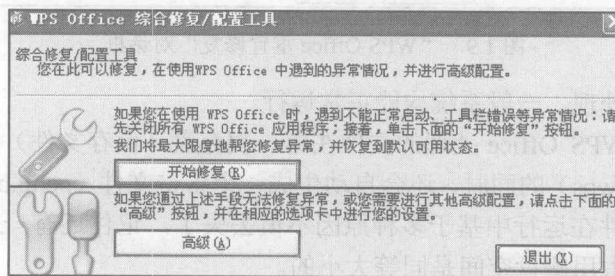 WPS Office 综合修复/配置工具
综合修复/配置工具
您在此可以修复，在使用WPS Office 中遇到的异常情况，并进行高级配置。
如果您在使用 WPS Office 时，遇到不能正常启动、工具栏错误等异常情况：请
先关闭所有 WPS Office 应用程序；接着，单击下面的“开始修复”按钮。
我们将最大限度地帮您修复异常，并恢复到默认可用状态。
开始修复(R)
如果您通过上述手段无法修复异常，或您需要进行其他高级配置，请点击下面的
“高级”按钮，并在相应的选项卡中进行您的设置。
高级(A)
退出(X)